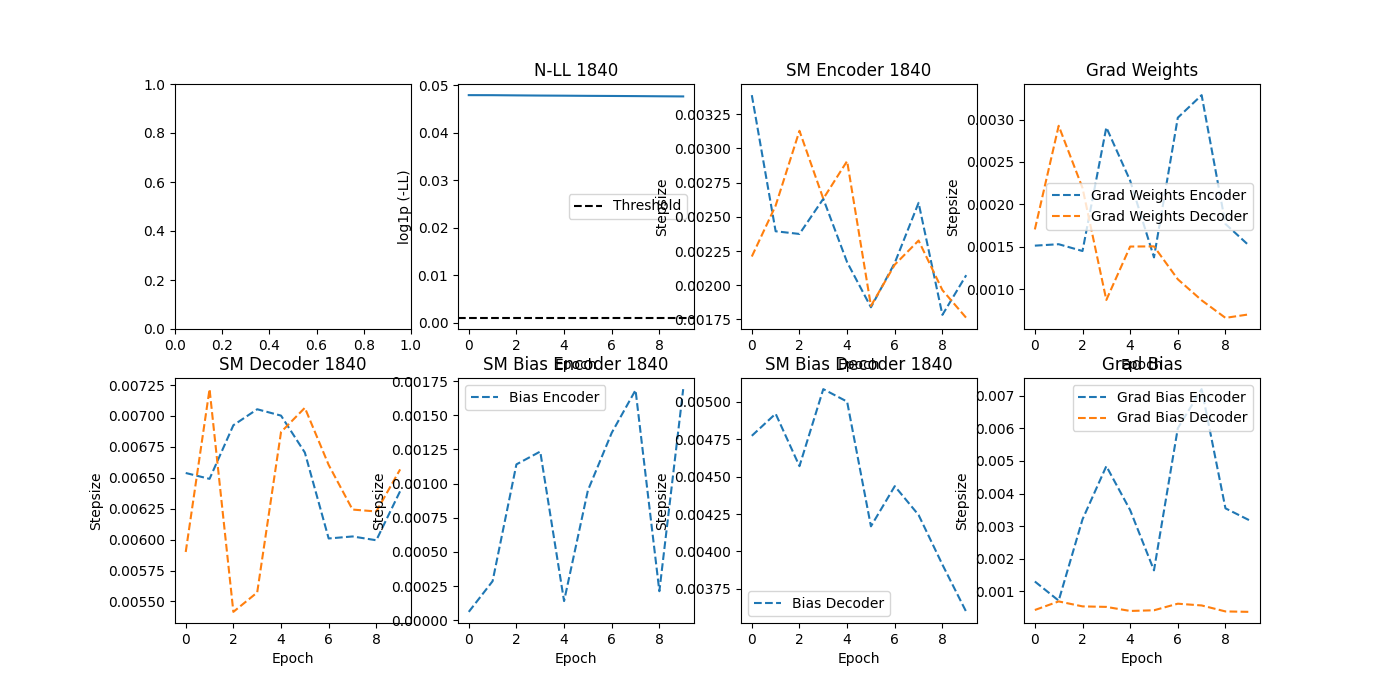 N-LL 1840
SM Encoder 1840
Grad Weights
1.0
0.8
0.6
0.4
0.2
0.0
0.0 0.2 0.4 0.6 0.8 1.0
log1p (-LL)
0.05
0.04
0.03
0.02
0.01
0.00
Threshold
0 2 4 6 8
Epoch
Stepsize
0.00325
0.00300
0.00275
0.00250
0.00225
0.00200
0.00175
0 2 4 6 8
Epoch
Stepsize
0.0030
0.0025
0.0020
0.0015
0.0010
Grad Weights Encoder
Grad Weights Decoder
0 2 4 6 8
Epoch
SM Decoder 1840
SM Bias Encoder 1840
SM Bias Decoder 1840
Grad Bias
Stepsize
0.00725
0.00700
0.00675
0.00650
0.00625
0.00600
0.00575
0.00550
0 2 4 6 8
Epoch
Stepsize
0.00175
0.00150
0.00125
0.00100
0.00075
0.00050
0.00025
0.00000
Bias Encoder
0 2 4 6 8
Epoch
Stepsize
0.00500
0.00475
0.00450
0.00425
0.00400
0.00375
Bias Decoder
0 2 4 6 8
Epoch
Stepsize
0.007
0.006
0.005
0.004
0.003
0.002
0.001
Grad Bias Encoder
Grad Bias Decoder
0 2 4 6 8
Epoch